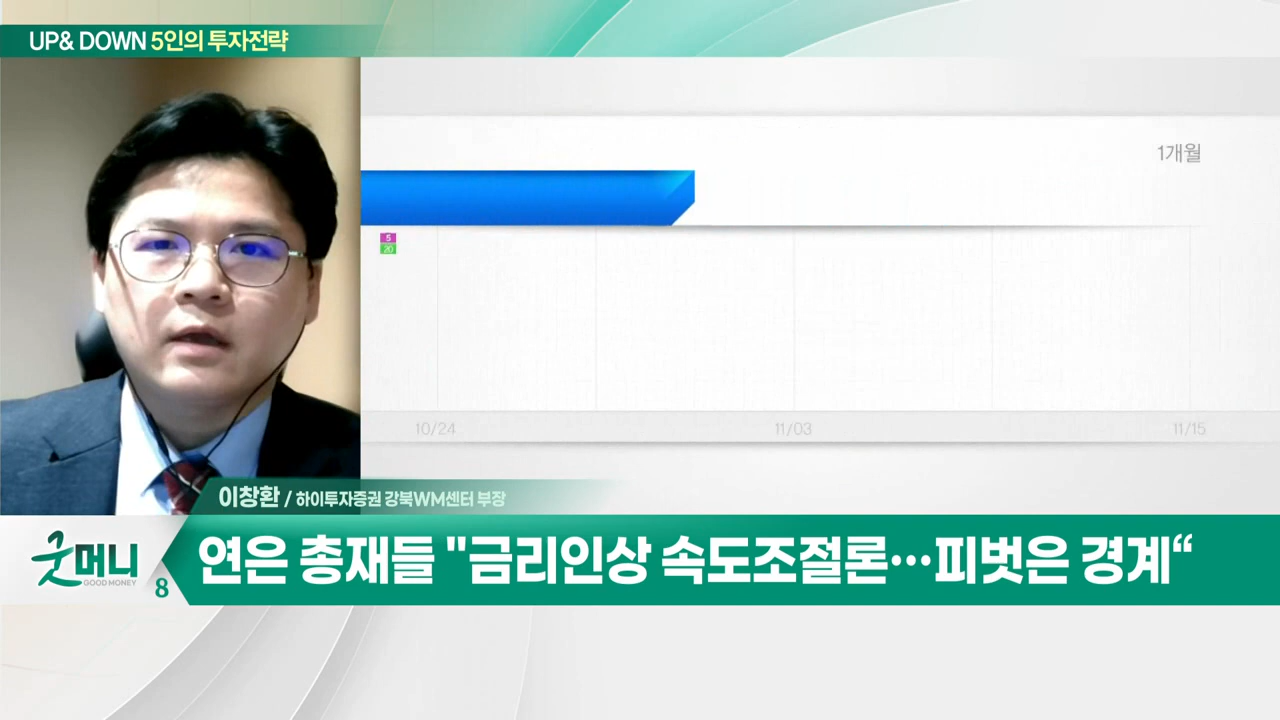 UP& DOWN 5인의 투자전략
1개월
5
20
10/24
11/03
11/15
이창환 / 하이투자증권 강북WM센터 부장
굿머니
GOOD MONEY
8
연은 총재들 "금리인상 속도조절론…피벗은 경계“